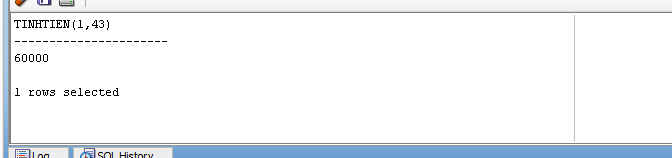 TINHTIEN(1,43)
----------------------
60000
1 rows selected
Log
SQL History